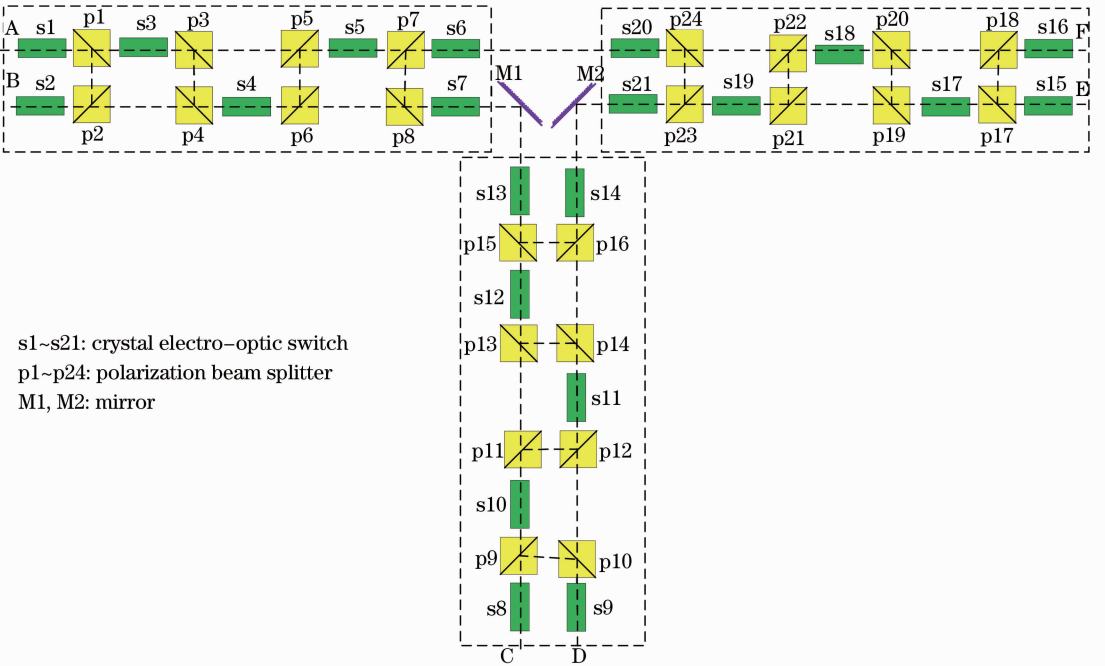 A s1 p1 s3 p3 p5 s5 p7 s6
B s2 p2 p4 s4 p6 p8 s7
M1 M2
s20 p24 p22 s18 p20 p18 s16 F
s21 p23 s19 p21 p19 s17 p17 s15 E
s13 s14
p15 p16
s12
p13 p14
s11
p11 p12
s10
p9 p10
s8 s9
C D
s1~s21: crystal electro-optic switch
p1~p24: polarization beam splitter
M1, M2: mirror